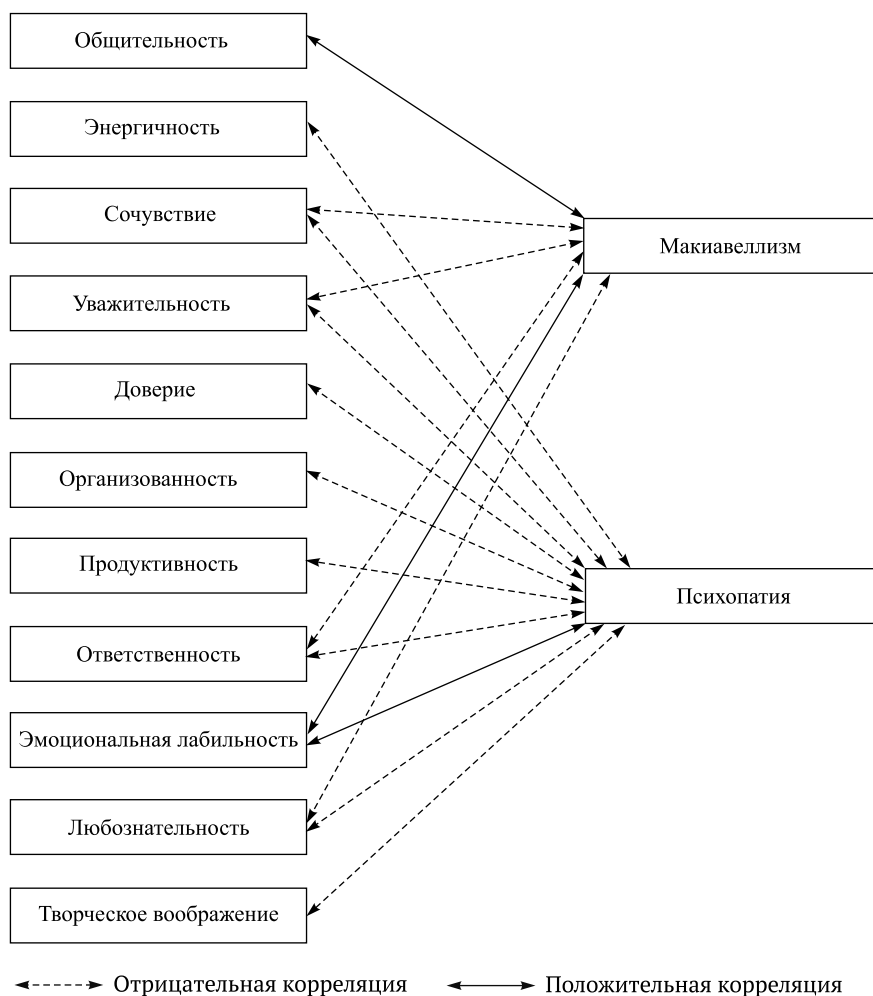 Общительность
Энергичность
Сочувствие
Макиавеллизм
Уважительность
Доверие
Организованность
Продуктивность
Психопатия
Ответственность
Эмоциональная лабильность
Любознательность
Творческое воображение
Отрицательная корреляция
Положительная корреляция